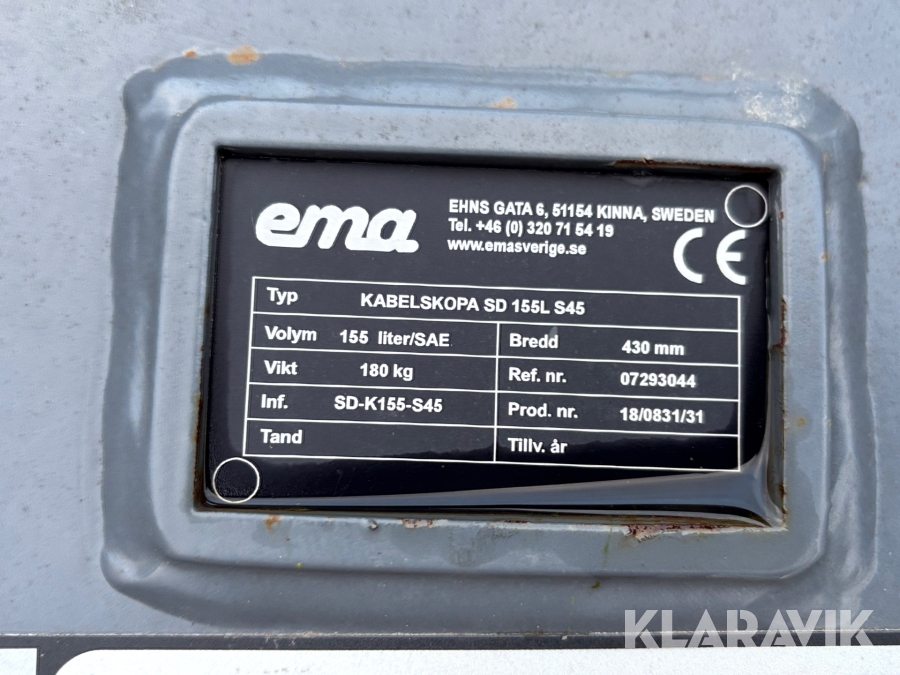 ema
EHNS GATA 6, 51154 KINNA, SWEDEN
Tel. +46 (0) 320 71 54 19
www.emasverige.se
CE
Typ KABELSKOPA SD 155L S45
Volym 155 liter/SAE Bredd 430 mm
Vikt 180 kg Ref. nr. 07293044
Inf. SD-K155-S45 Prod. nr. 18/0831/31
Tand Tillv. år
KLARAVIK